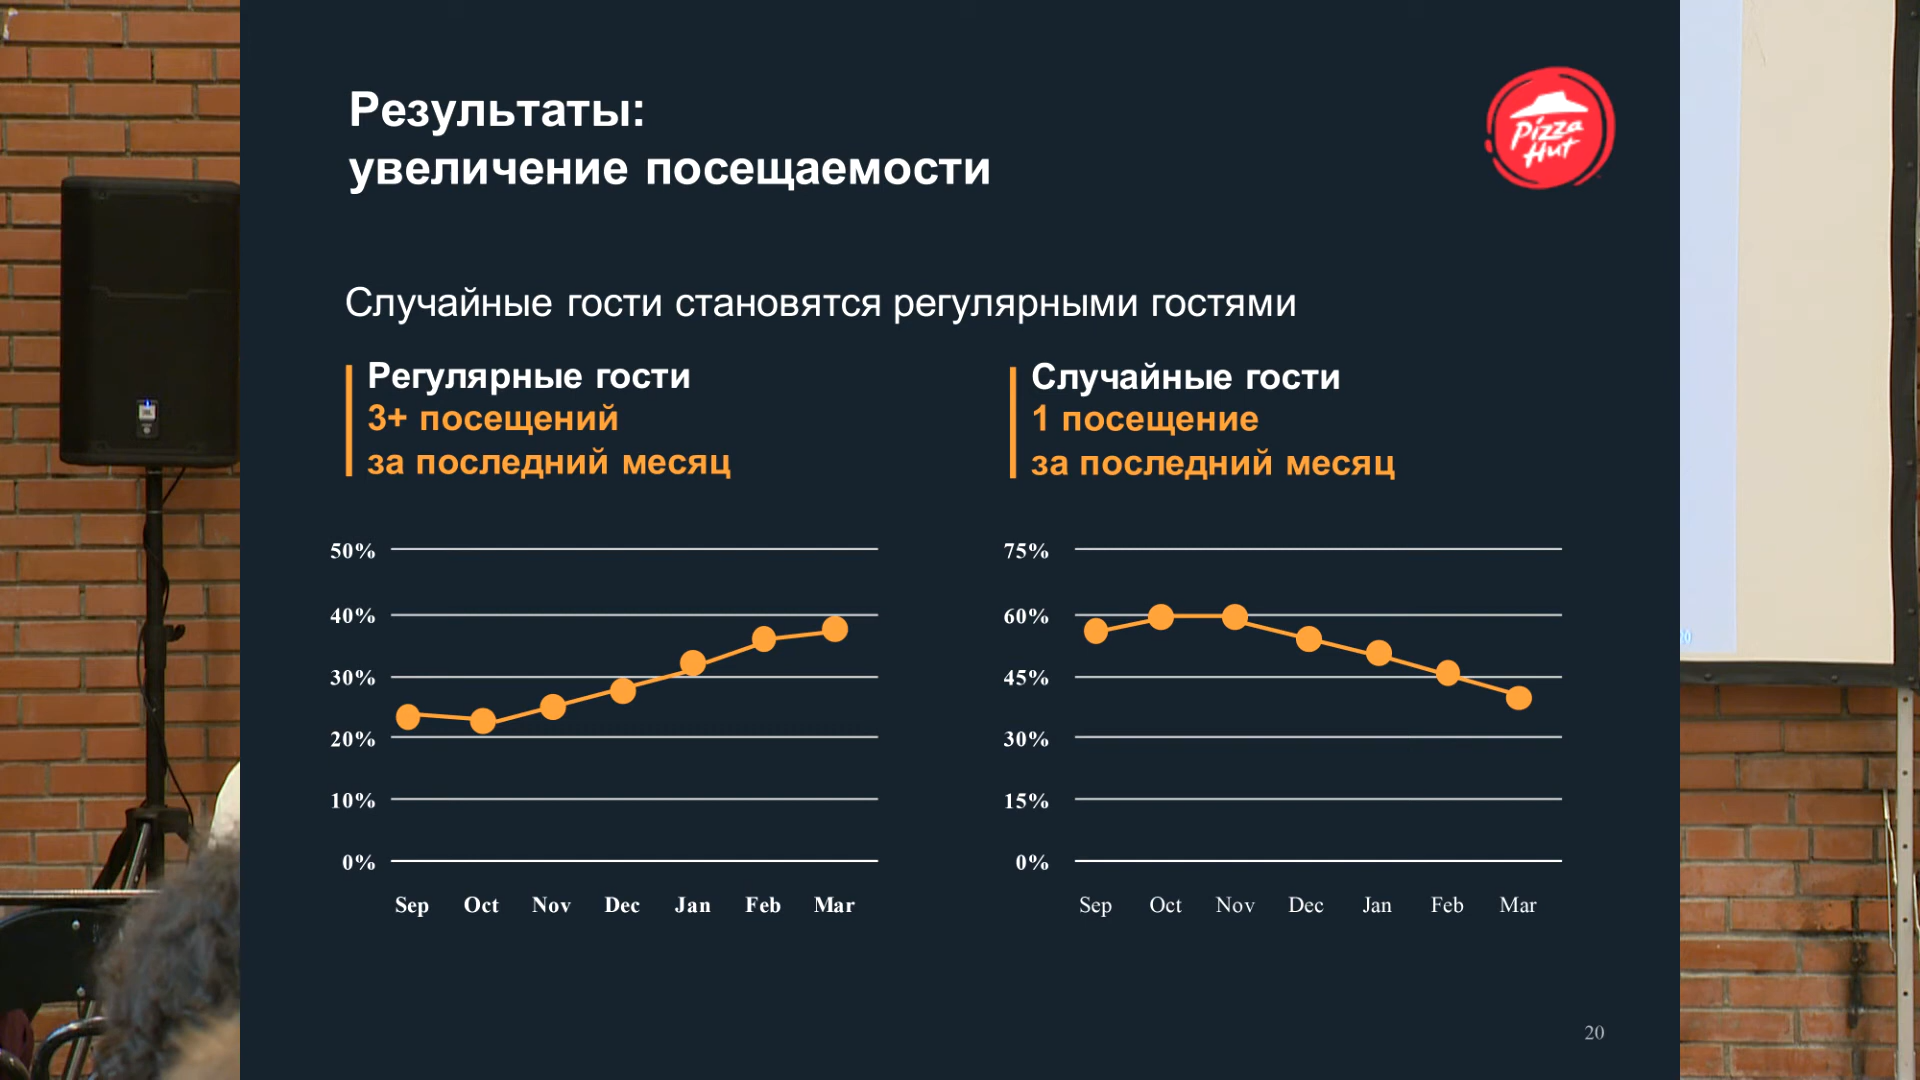 Результаты:
увеличение посещаемости
Pizza
Hut
Случайные гости становятся регулярными гостями
Регулярные гости
3+ посещений
за последний месяц
Случайные гости
1 посещение
за последний месяц
50%
40%
30%
20%
10%
0%
Sep Oct Nov Dec Jan Feb Mar
75%
60%
45%
30%
15%
0%
Sep Oct Nov Dec Jan Feb Mar
20
20